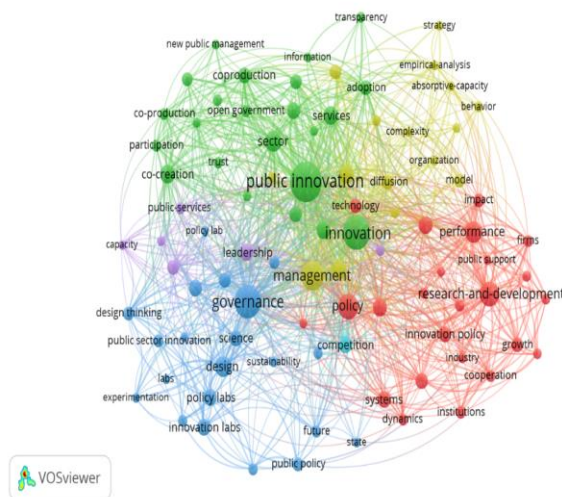 transparency
strategy
new public management
information
empirical-analysis
coproduction
adoption
absorptive-capacity
behavior
co-production
open government
services
complexity
participation
sector
trust
organization
co-creation
public innovation
diffusion
model
public-services
technology
impact
policy lab
innovation
performance
capacity
leadership
firms
public support
management
governance
policy
research-and-development
design thinking
public sector innovation
science
competition
innovation policy
growth
design
sustainability
industry
labs
cooperation
experimentation
policy labs
systems
innovation labs
dynamics
institutions
future
state
public policy
VOSviewer